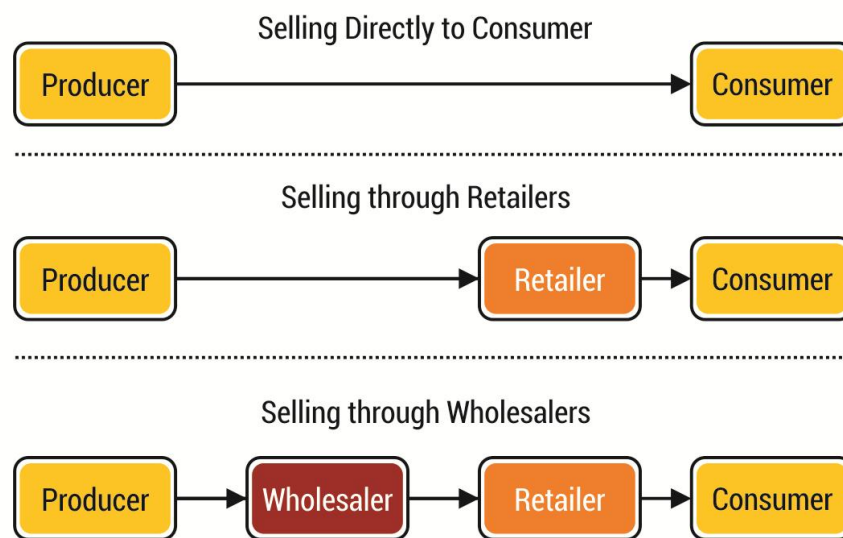 Selling Directly to Consumer
Producer Consumer
Selling through Retailers
Producer Retailer Consumer
Selling through Wholesalers
Producer Wholesaler Retailer Consumer